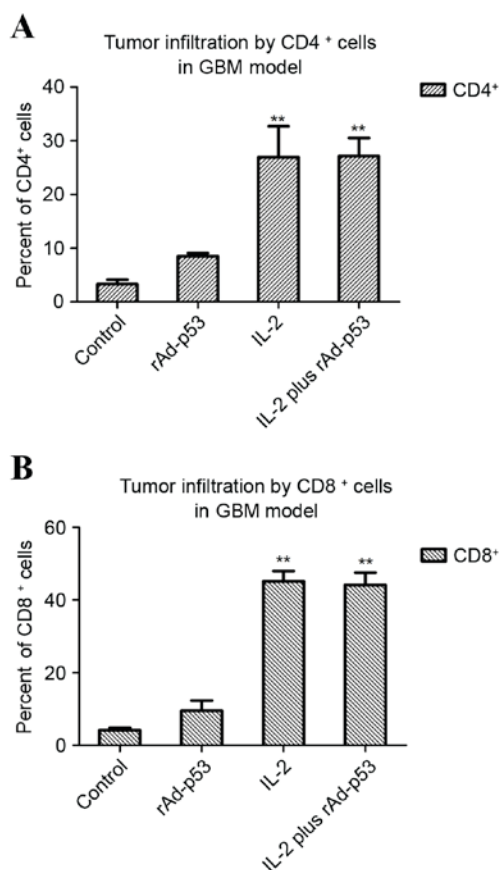 A
Tumor infiltration by CD4 + cells
in GBM model
CD4+
Percent of CD4+ cells
40
30
20
10
0
**
**
Control
rAd-p53
IL-2
IL-2 plus rAd-p53
B
Tumor infiltration by CD8 + cells
in GBM model
CD8+
Percent of CD8 + cells
60
40
20
0
**
**
Control
rAd-p53
IL-2
IL-2 plus rAd-p53